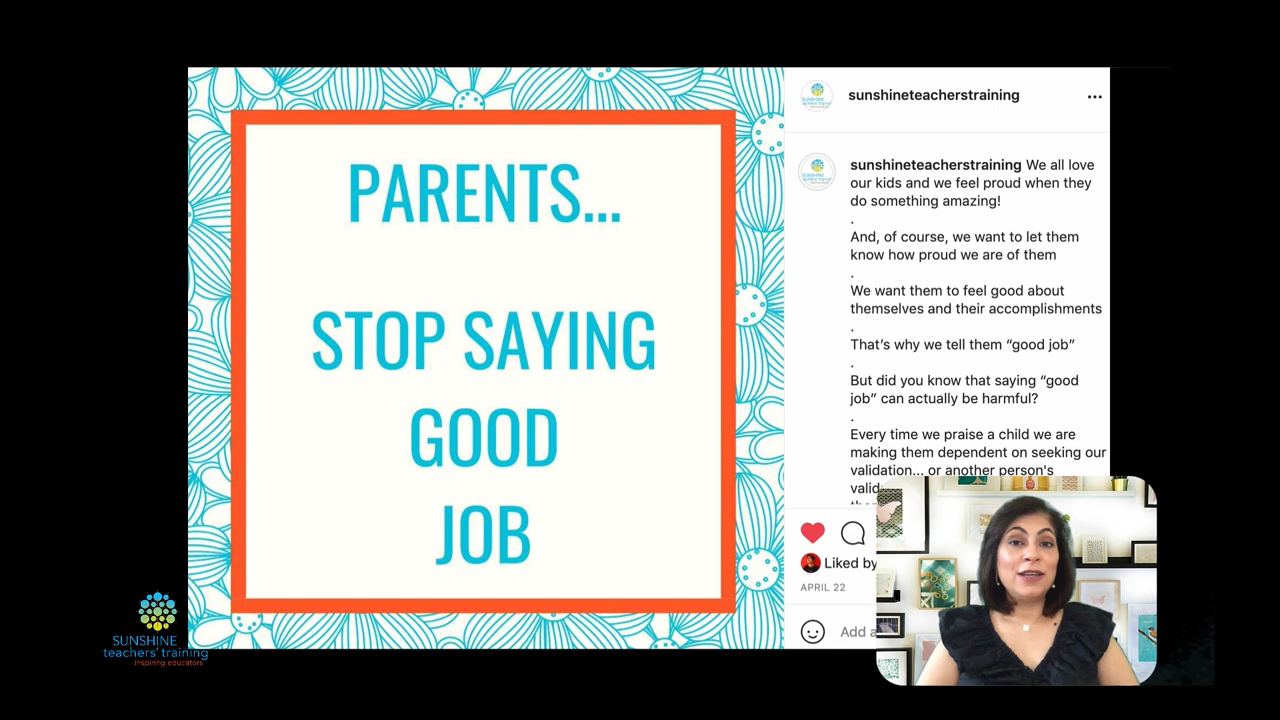 PARENTS...
STOP SAYING
GOOD
JOB
sunshineteacherstraining
sunshineteacherstraining We all love
our kids and we feel proud when they
do something amazing!
.
And, of course, we want to let them
know how proud we are of them
.
We want them to feel good about
themselves and their accomplishments
.
That's why we tell them “good job”
.
But did you know that saying “good
job” can actually be harmful?
.
Every time we praise a child we are
making them dependent on seeking our
validation... or another person's
Liked by
APRIL 22
Add a
SUNSHINE
teachers' training
inspiring educators